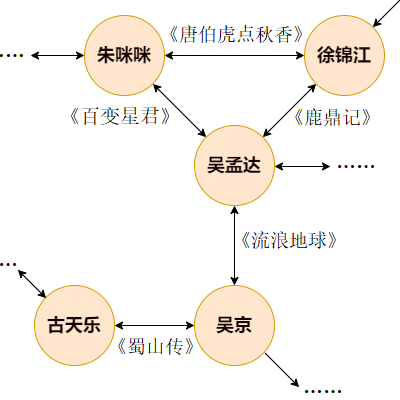 《唐伯虎点秋香》
····
朱咪咪
徐锦江
《百变星君》
《鹿鼎记》
吴孟达
······
《流浪地球》
···
古天乐
吴京
《蜀山传》
······